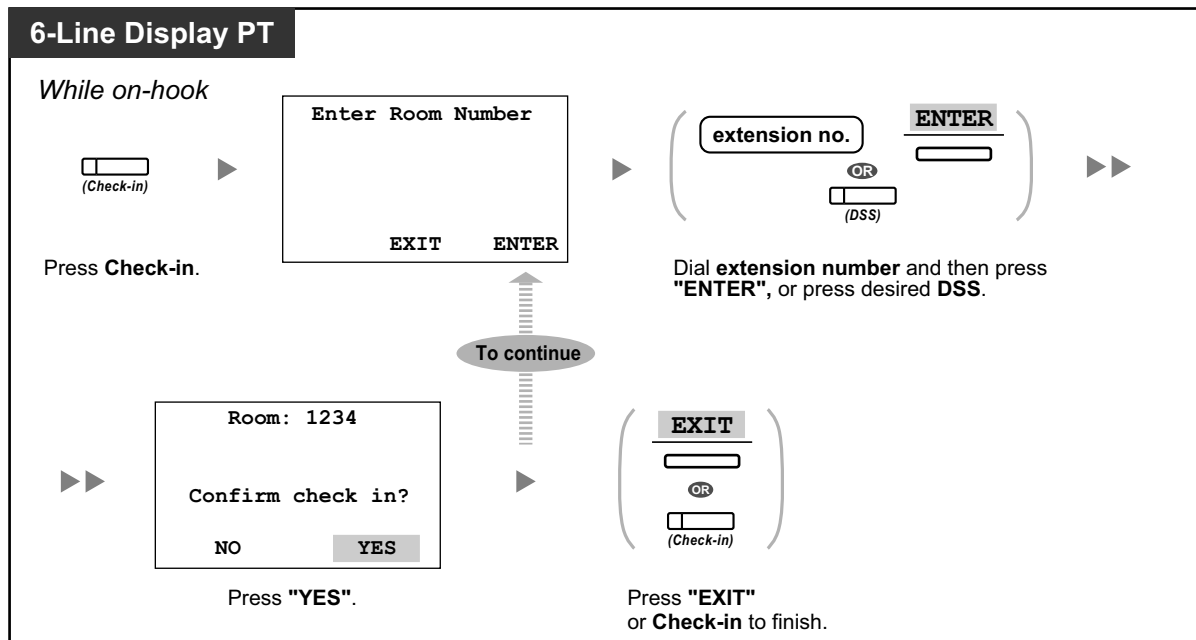 6-Line Display PT
While on-hook
(Check-in)
Press Check-in.
Enter Room Number
EXIT ENTER
extension no.
ENTER
OR
(DSS)
Dial extension number and then press
"ENTER", or press desired DSS.
To continue
Room: 1234
Confirm check in?
NO YES
Press "YES".
EXIT
OR
(Check-in)
Press "EXIT"
or Check-in to finish.